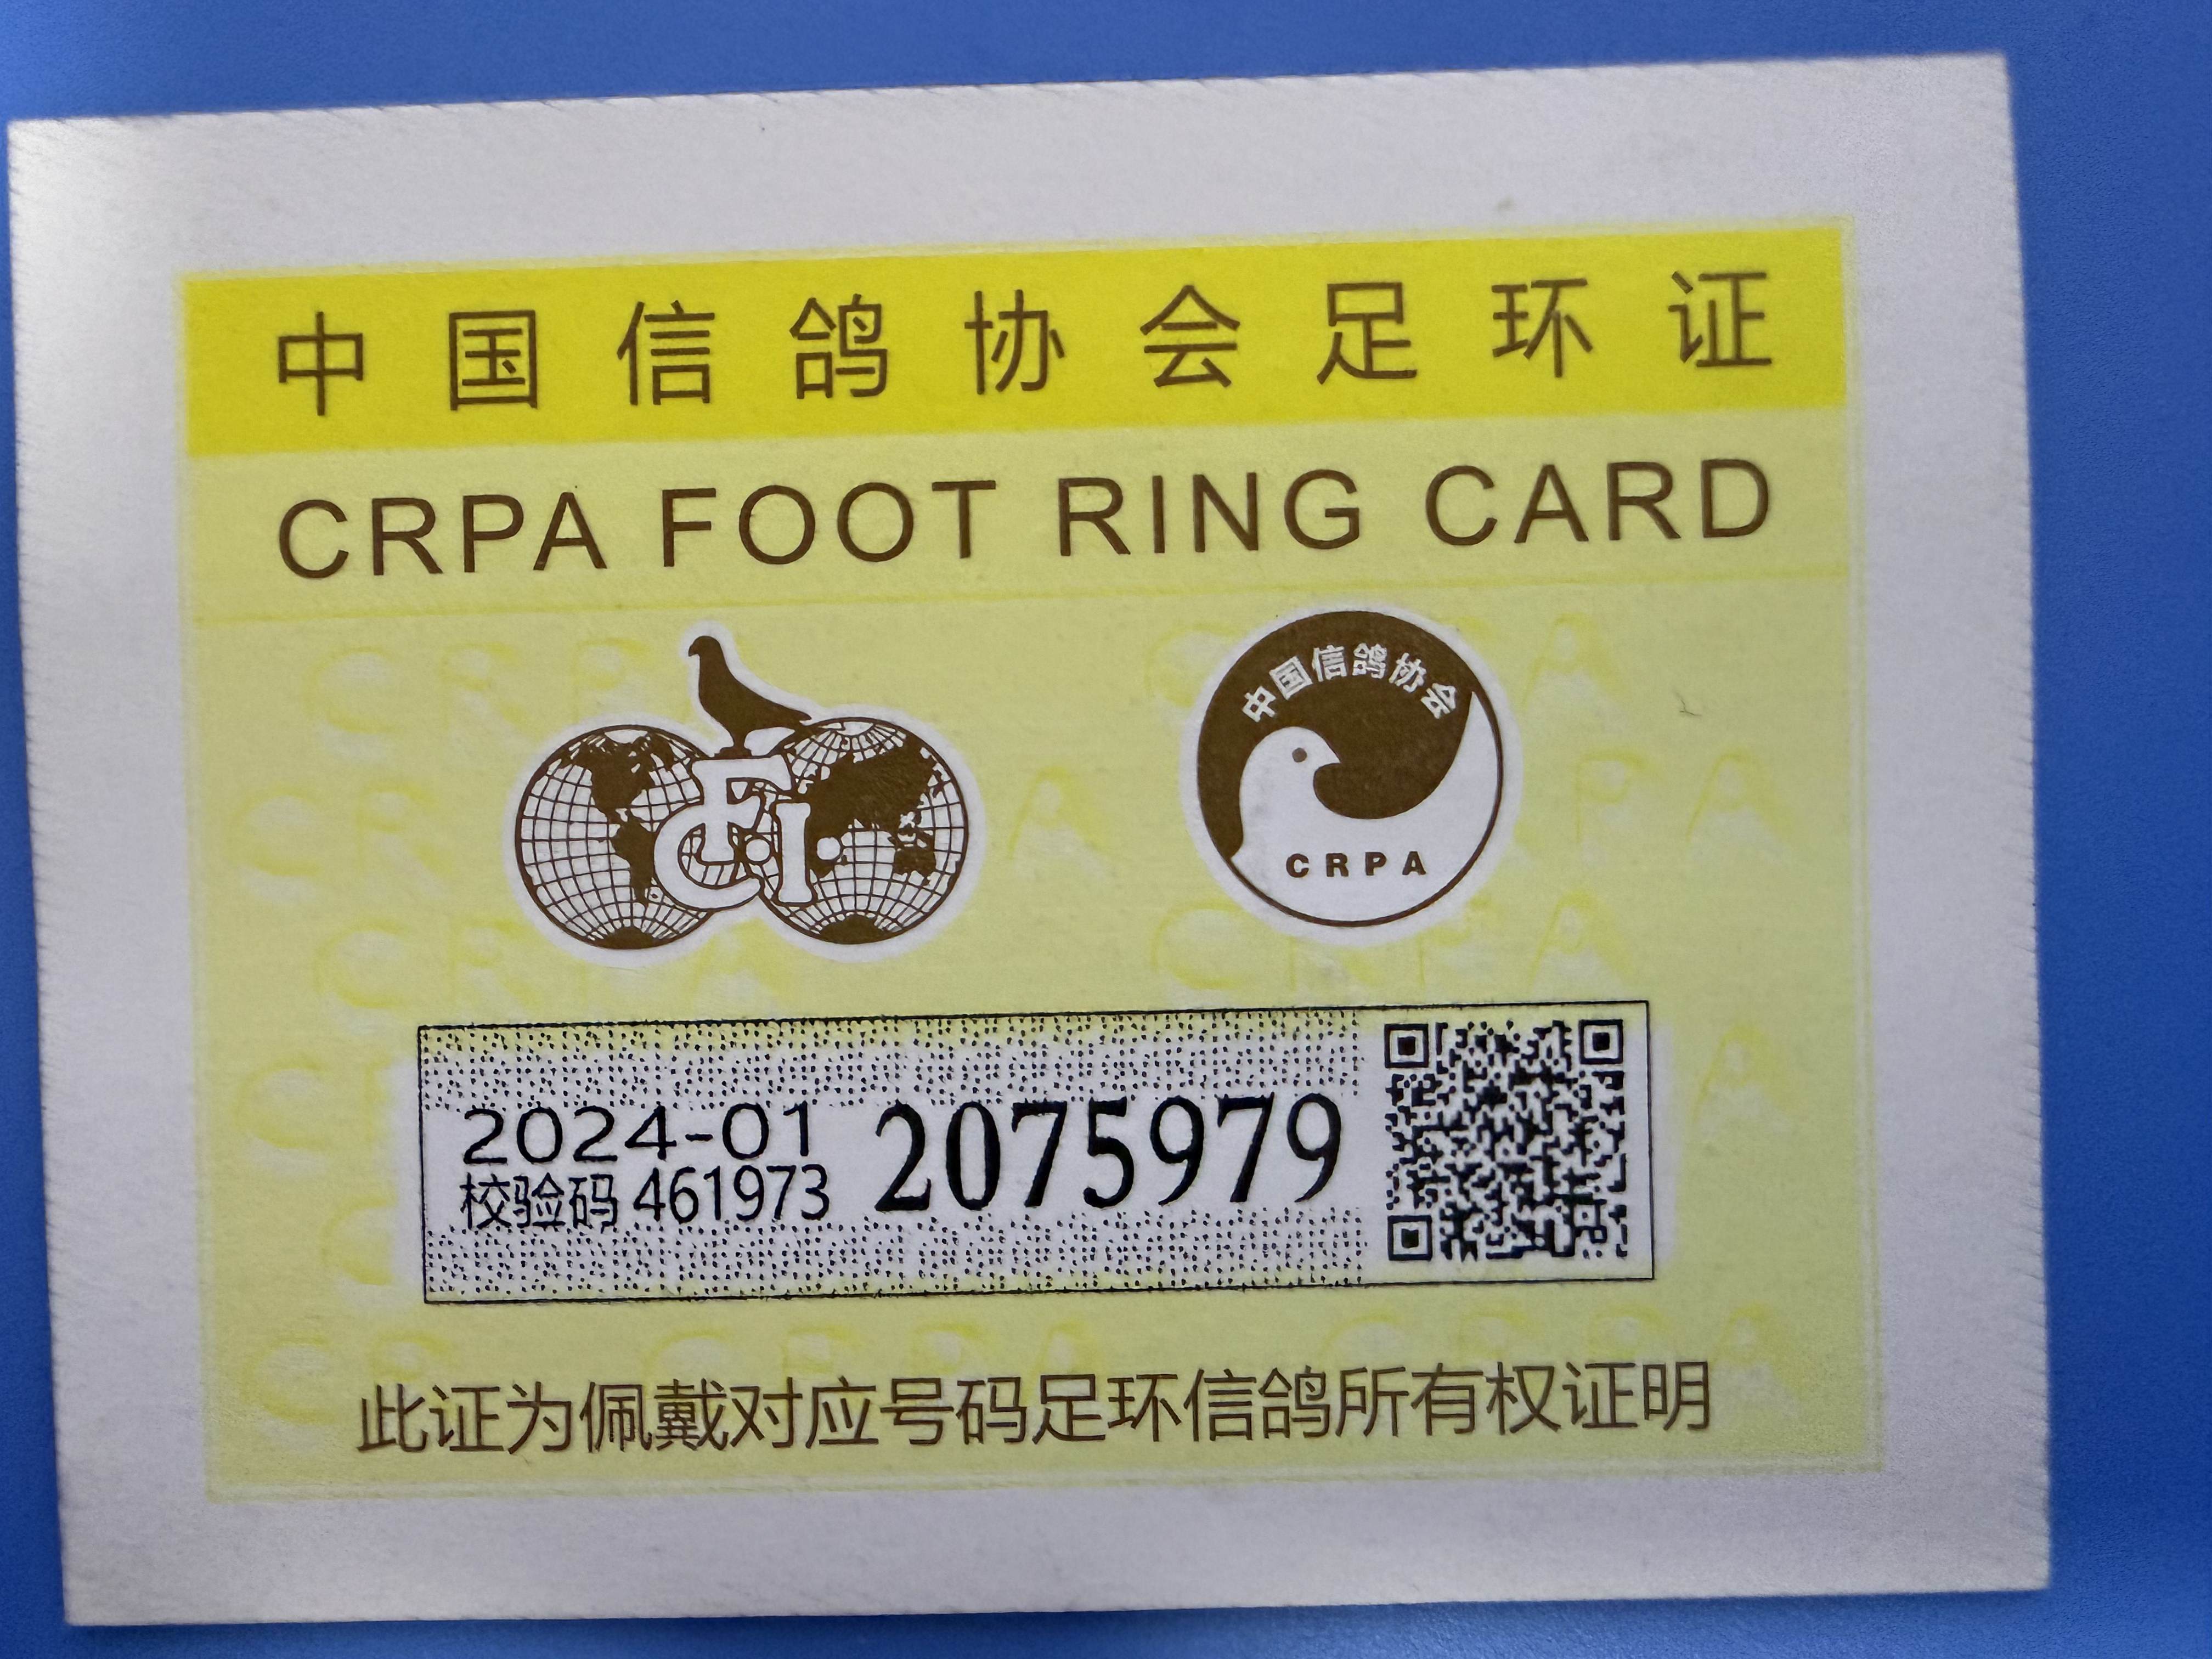 中国信鸽协会足环证
CRPA FOOT RING CARD
CFI
中国信鸽协会
CRPA
2024-01 2075979
校验码 461973
此证为佩戴对应号码足环信鸽所有权证明